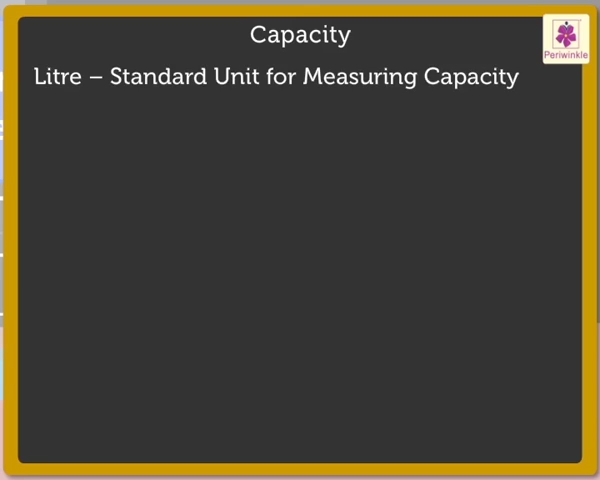 Capacity
Periwinkle
Litre – Standard Unit for Measuring Capacity